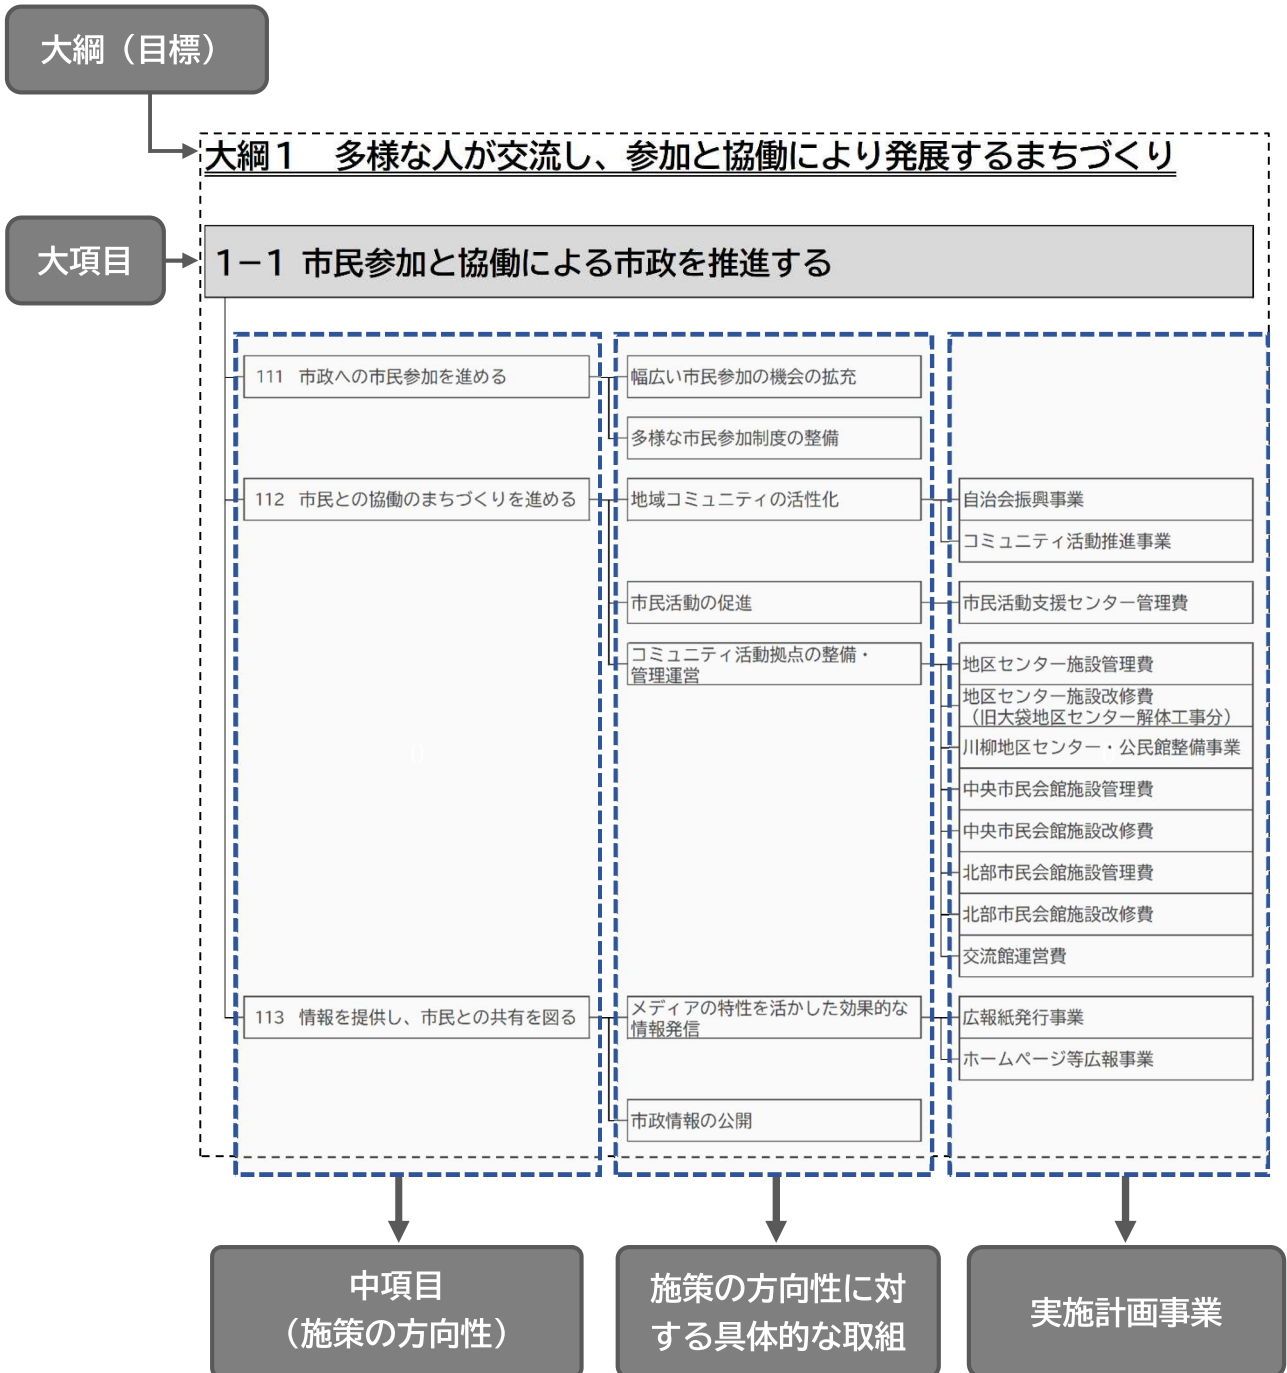 大綱（目標）
大綱１　多様な人が交流し、参加と協働により発展するまちづくり
大項目
１−１ 市民参加と協働による市政を推進する
111 市政への市民参加を進める
幅広い市民参加の機会の拡充
多様な市民参加制度の整備
112 市民との協働のまちづくりを進める
地域コミュニティの活性化
自治会振興事業
コミュニティ活動推進事業
市民活動の促進
市民活動支援センター管理費
コミュニティ活動拠点の整備・
管理運営
地区センター施設管理費
地区センター施設改修費
（旧大袋地区センター解体工事分）
川柳地区センター・公民館整備事業
0
中央市民会館施設管理費
中央市民会館施設改修費
北部市民会館施設管理費
北部市民会館施設改修費
交流館運営費
113 情報を提供し、市民との共有を図る
メディアの特性を活かした効果的な
情報発信
広報紙発行事業
ホームページ等広報事業
市政情報の公開
中項目
（施策の方向性）
施策の方向性に対
する具体的な取組
実施計画事業